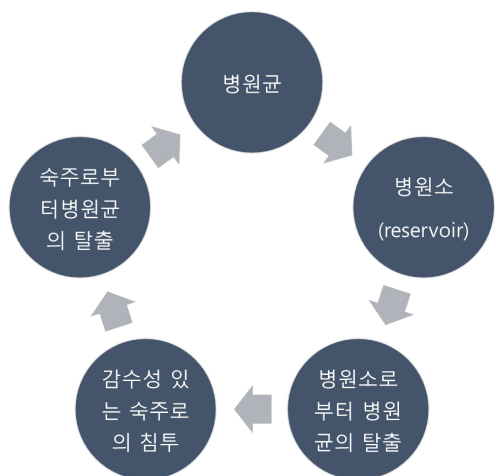 병원균
병원소
(reservoir)
병원소로
부터 병원
균의 탈출
감수성 있
는 숙주로
의 침투
숙주로부
터병원균
의 탈출